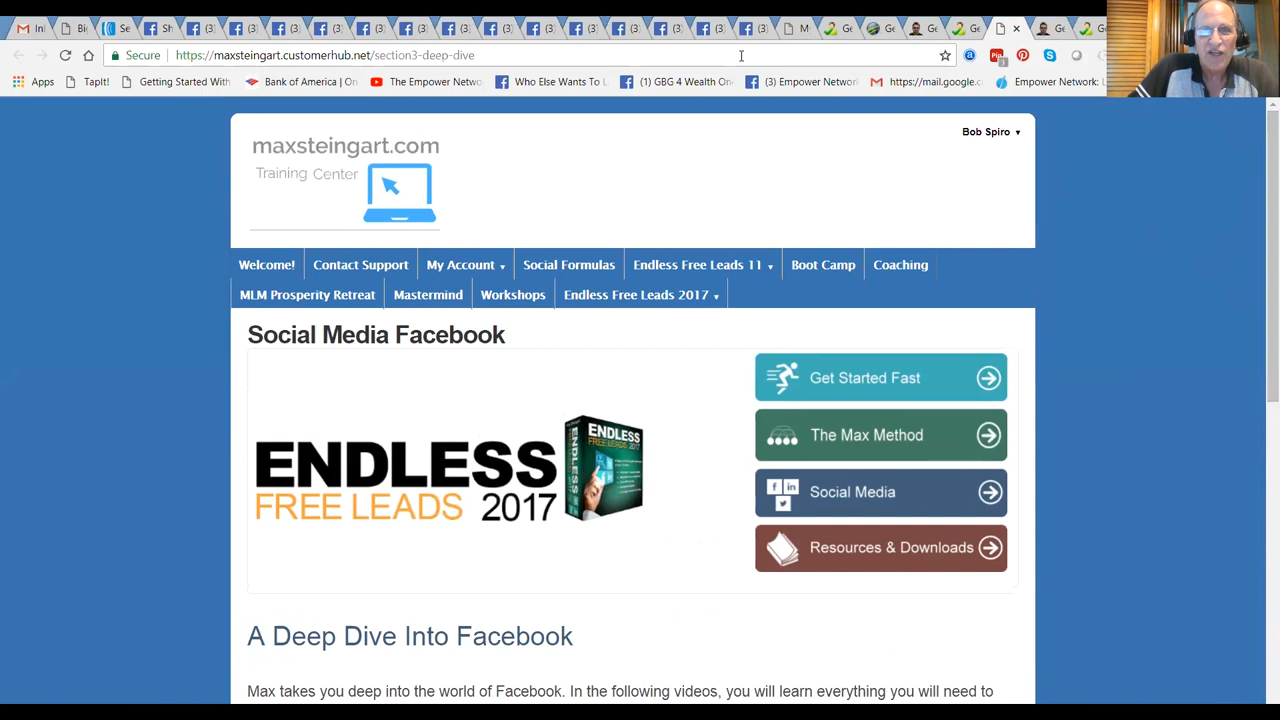 Secure
https://maxsteingart.customerhub.net/section3-deep-dive
Apps TapIt! Getting Started With Bank of America | On The Empower Networ Who Else Wants To L (1) GBG 4 Wealth On (3) Empower Network https://mail.google.c Empower Network: L
Bob Spiro
maxsteingart.com
Training Center
Welcome! Contact Support My Account Social Formulas Endless Free Leads 11 Boot Camp Coaching
MLM Prosperity Retreat Mastermind Workshops Endless Free Leads 2017
Social Media Facebook
Get Started Fast
The Max Method
Social Media
Resources & Downloads
ENDLESS
FREE LEADS 2017
ENDLESS
FREE LEADS 2017
A Deep Dive Into Facebook
Max takes you deep into the world of Facebook. In the following videos, you will learn everything you will need to